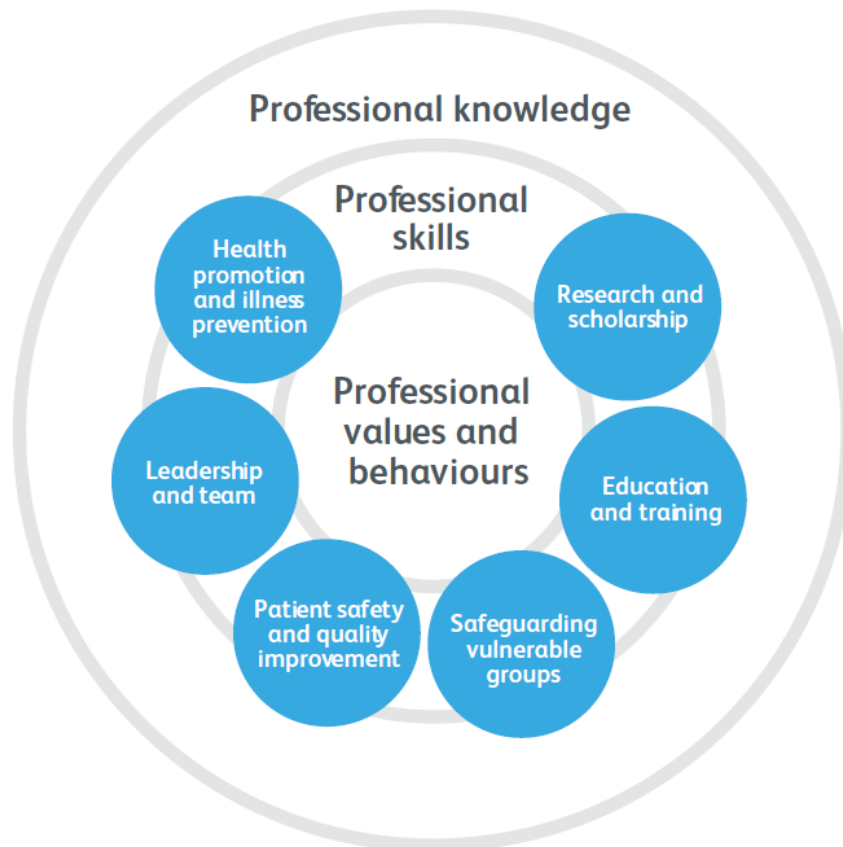 Professional knowledge
Professional
skills
Health
promotion
and illness
prevention
Research and
scholarship
Professional
values and
behaviours
Leadership
and team
Education
and training
Patient safety
and quality
improvement
Safeguarding
vulnerable
groups